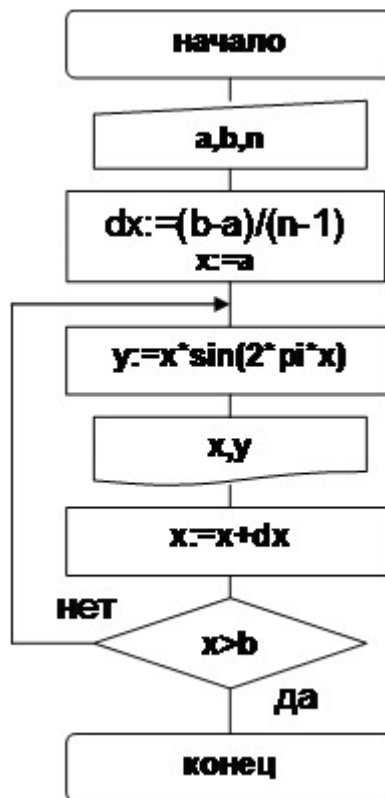 начало
a,b,n
dx:=(b-a)/(n-1)
x:=a
y:=x*sin(2*pi*x)
x,y
x:=x+dx
нет
x>b
да
конец